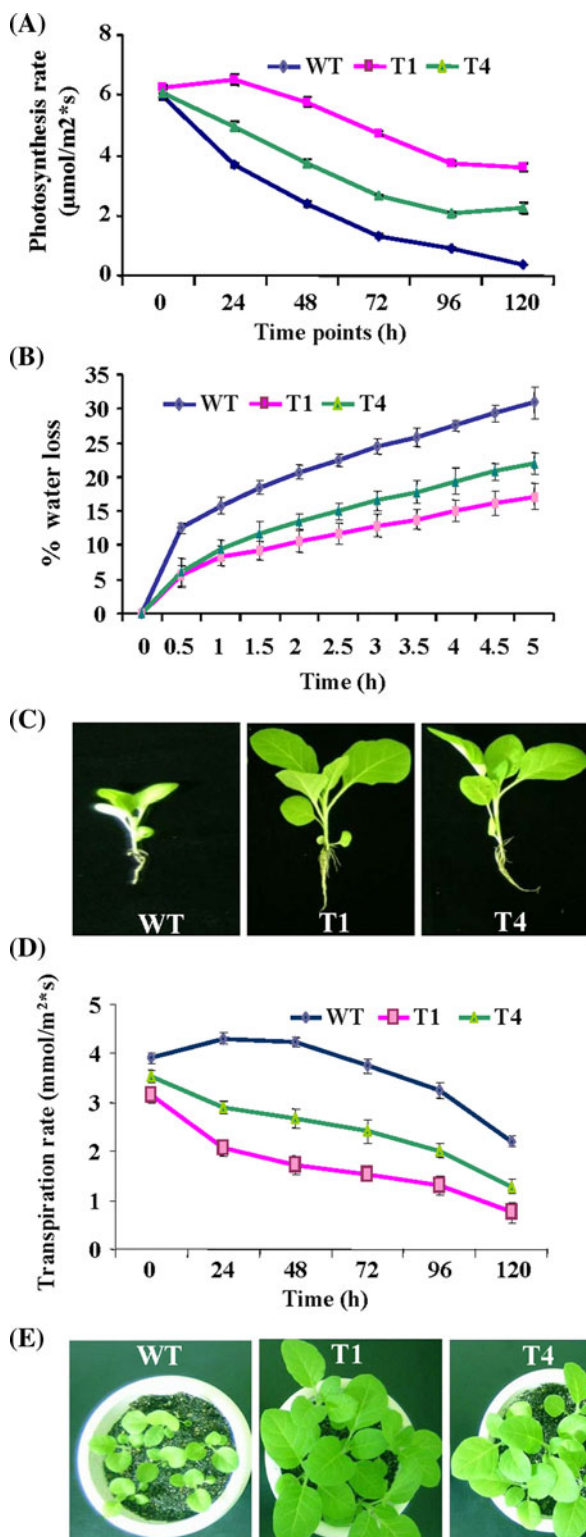 (A)
Photosynthesis rate
(μmol/m2*s)
8
6
4
2
0
WT T1 T4
0 24 48 72 96 120
Time points (h)
(B)
% water loss
35
30
25
20
15
10
5
0
WT T1 T4
0 0.5 1 1.5 2 2.5 3 3.5 4 4.5 5
Time (h)
(C)
WT T1 T4
(D)
Transpiration rate (mmol/m²*s)
5
4
3
2
1
0
WT T1 T4
0 24 48 72 96 120
Time (h)
(E)
WT T1 T4